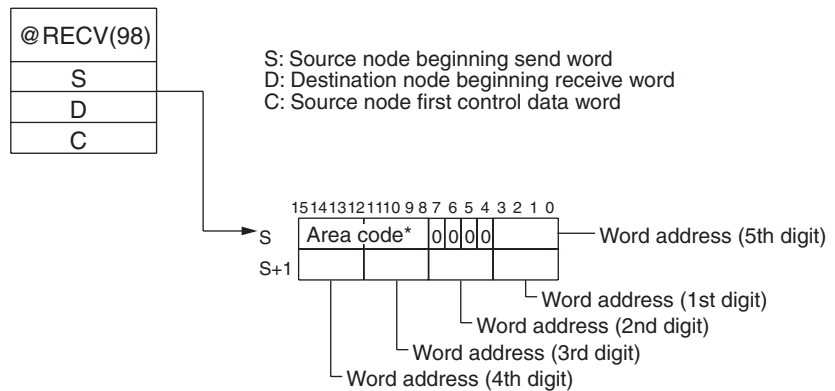 @RECV(98)
S
D
C
S: Source node beginning send word
D: Destination node beginning receive word
C: Source node first control data word
15 14 13 12 11 10 9 8 7 6 5 4 3 2 1 0
S Area code* 0 0 0 0 Word address (5th digit)
S+1
Word address (1st digit)
Word address (2nd digit)
Word address (3rd digit)
Word address (4th digit)